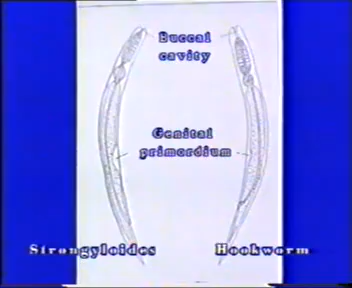 Buccal
cavity
Genital
primordium
Strongyloides
Hookworm